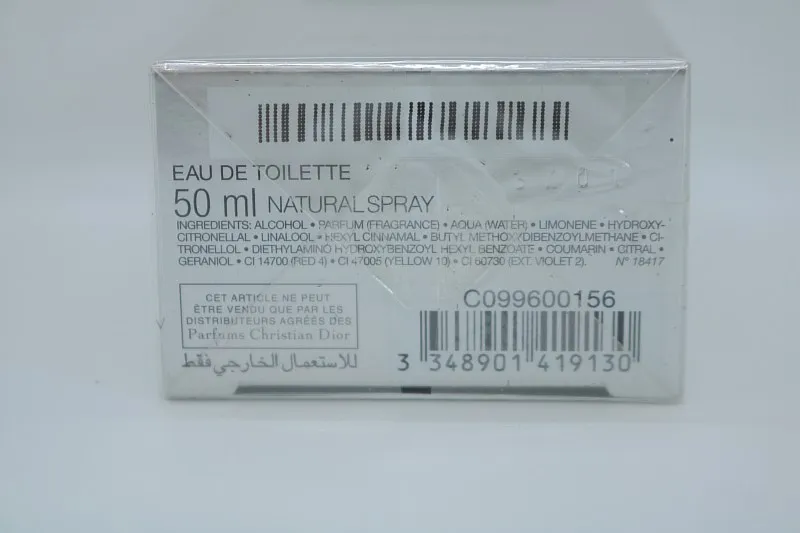 EAU DE TOILETTE
50 ml NATURAL SPRAY
INGREDIENTS: ALCOHOL • PARFUM (FRAGRANCE) • AQUA (WATER) • LIMONENE • HYDROXY-
CITRONELLAL • LINALOOL • HEXYL CINNAMAL • BUTYL METHOXYDIBENZOYLMETHANE • CI-
TRONELLOL • DIETHYLAMINO HYDROXYBENZOYL HEXYL BENZOATE • COUMARIN • CITRAL •
GERANIOL • CI 14700 (RED 4) • CI 47005 (YELLOW 10) • CI 60730 (EXT. VIOLET 2). N° 18417
CET ARTICLE NE PEUT
ÊTRE VENDU QUE PAR LES
DISTRIBUTEURS AGRÉÉS DES
Parfums Christian Dior
للاستعمال الخارجي فقط
C099600156
3 348901 419130